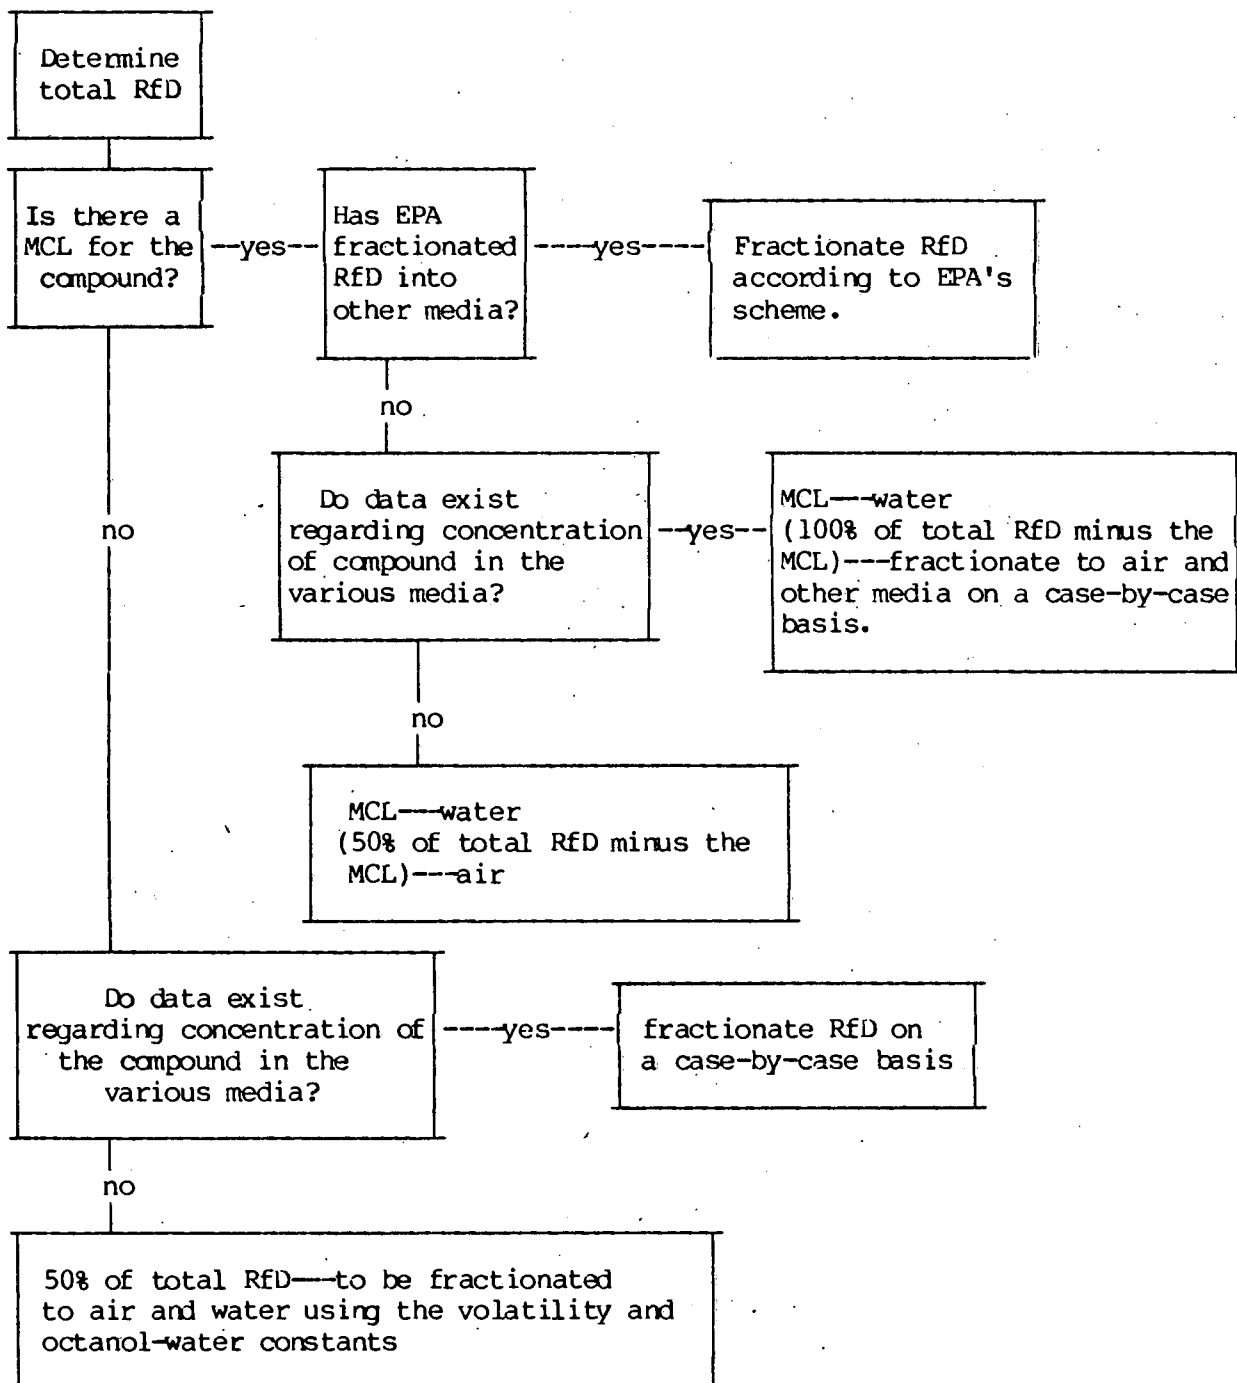 Determine
total RfD
Is there a
MCL for the
compound?
--yes--
Has EPA
fractionated
RfD into
other media?
----yes----
Fractionate RfD
according to EPA's
scheme.
no
Do data exist
regarding concentration
of compound in the
various media?
--yes--
MCL---water
(100% of total RfD minus the
MCL)---fractionate to air and
other media on a case-by-case
basis.
no
no
MCL---water
(50% of total RfD minus the
MCL)---air
Do data exist
regarding concentration of
the compound in the
various media?
----yes----
fractionate RfD on
a case-by-case basis
no
50% of total RfD---to be fractionated
to air and water using the volatility and
octanol-water constants